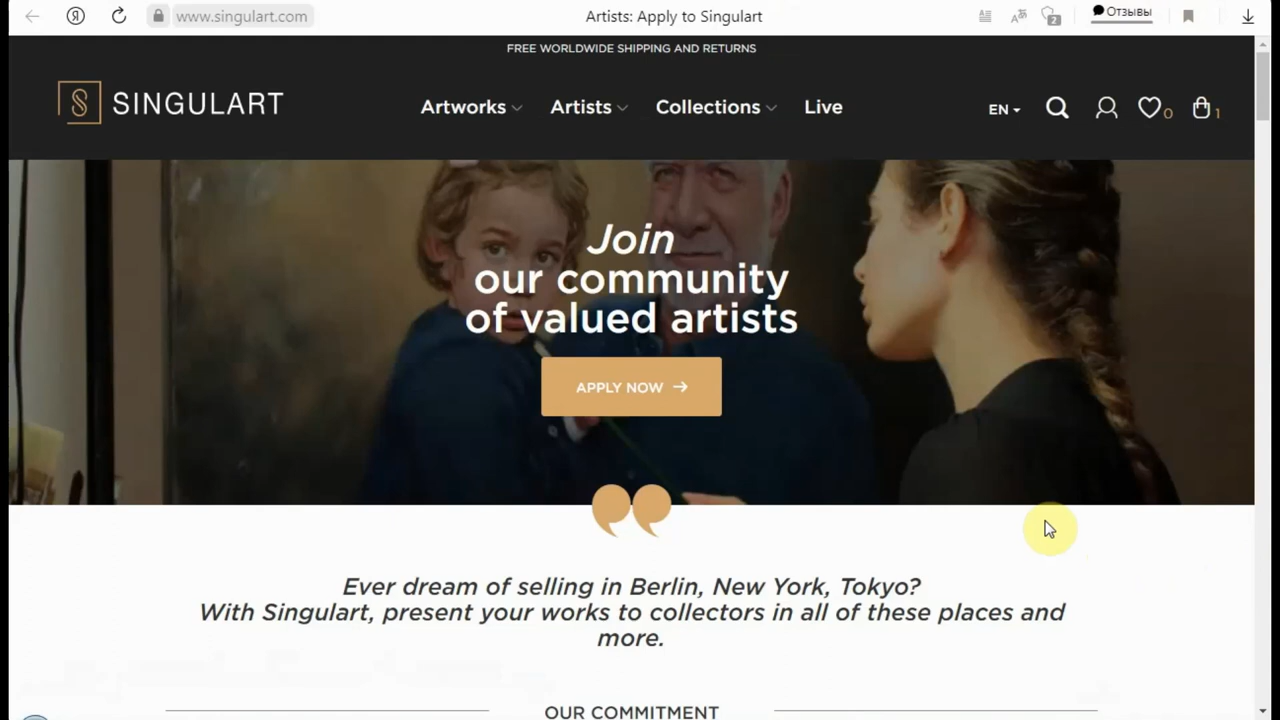 Я
www.singulart.com
Artists: Apply to Singulart
2
Отзывы
FREE WORLDWIDE SHIPPING AND RETURNS
S SINGULART
Artworks
Artists
Collections
Live
EN
0
1
Join
our community
of valued artists
APPLY NOW →
Ever dream of selling in Berlin, New York, Tokyo?
With Singulart, present your works to collectors in all of these places and
more.
OUR COMMITMENT